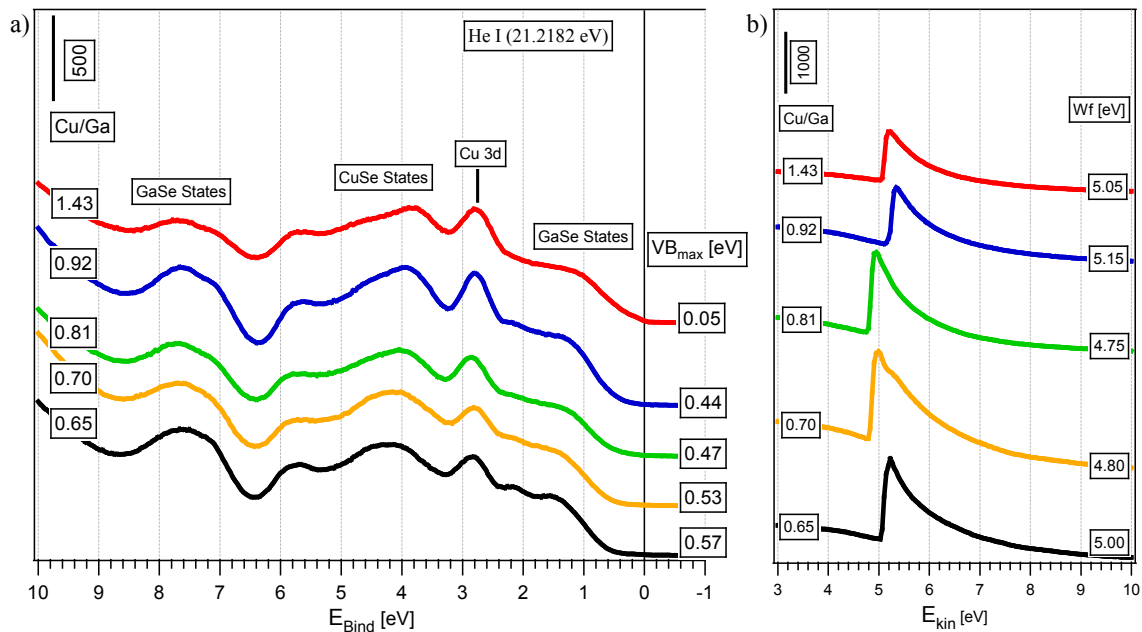 a)
500
He I (21.2182 eV)
Cu/Ga
GaSe States
CuSe States
Cu 3d
GaSe States
VBmax [eV]
1.43
0.92
0.81
0.70
0.65
0.05
0.44
0.47
0.53
0.57
10 9 8 7 6 5 4 3 2 1 0 -1
EBind [eV]
b)
1000
Cu/Ga
Wf [eV]
1.43
5.05
0.92
5.15
0.81
4.75
0.70
4.80
0.65
5.00
3 4 5 6 7 8 9 10
Ekin [eV]